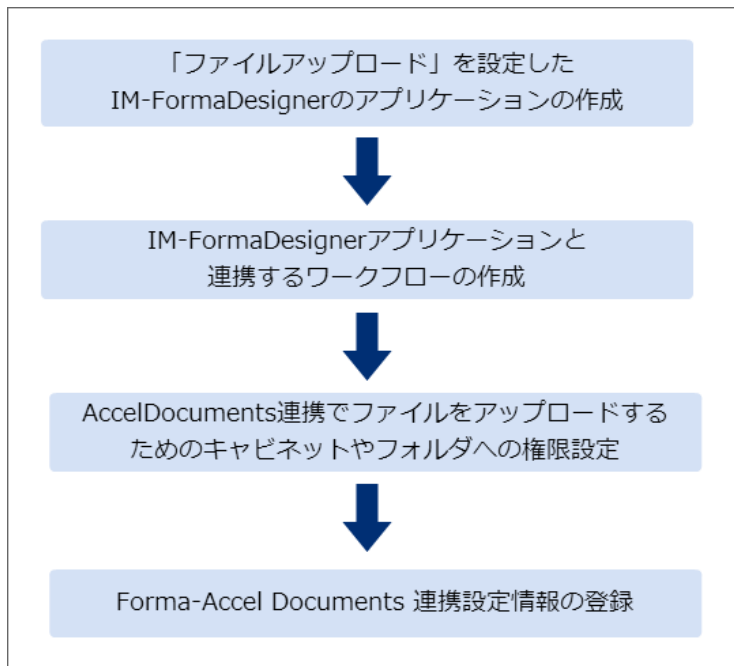 「ファイルアップロード」を設定した
IM-FormaDesignerのアプリケーションの作成
IM-FormaDesignerアプリケーションと
連携するワークフローの作成
AccelDocuments連携でファイルをアップロードする
ためのキャビネットやフォルダへの権限設定
Forma-Accel Documents 連携設定情報の登録